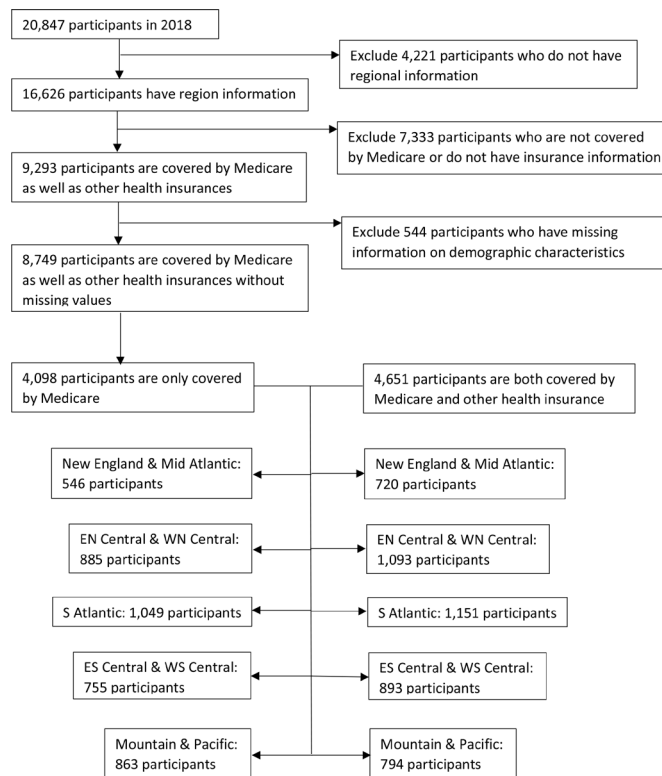 20,847 participants in 2018
Exclude 4,221 participants who do not have
regional information
16,626 participants have region information
Exclude 7,333 participants who are not covered
by Medicare or do not have insurance information
9,293 participants are covered by Medicare
as well as other health insurances
Exclude 544 participants who have missing
information on demographic characteristics
8,749 participants are covered by Medicare
as well as other health insurances without
missing values
4,098 participants are only covered
by Medicare
4,651 participants are both covered by
Medicare and other health insurance
New England & Mid Atlantic:
546 participants
New England & Mid Atlantic:
720 participants
EN Central & WN Central:
885 participants
EN Central & WN Central:
1,093 participants
S Atlantic: 1,049 participants
S Atlantic: 1,151 participants
ES Central & WS Central:
755 participants
ES Central & WS Central:
893 participants
Mountain & Pacific:
863 participants
Mountain & Pacific:
794 participants